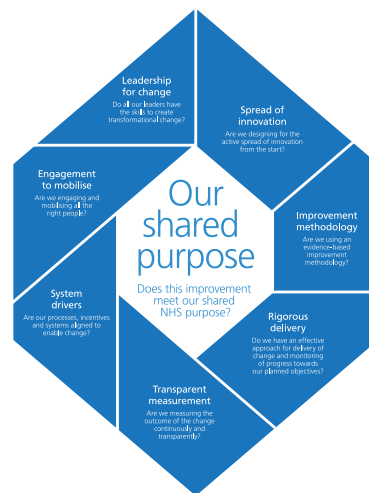 Leadership
for change
Do all our leaders have
the skills to create
transformational change?
Spread of
innovation
Are we designing for the
active spread of innovation
from the start?
Engagement
to mobilise
Are we engaging and
mobilising all the
right people?
Our
shared
purpose
Does this improvement
meet our shared
NHS purpose?
Improvement
methodology
Are we using an
evidence-based
improvement
methodology?
System
drivers
Are our processes, incentives
and systems aligned to
enable change?
Rigorous
delivery
Do we have an effective
approach for delivery of
change and monitoring
of progress towards
our planned objectives?
Transparent
measurement
Are we measuring the
outcome of the change
continuously and
transparently?